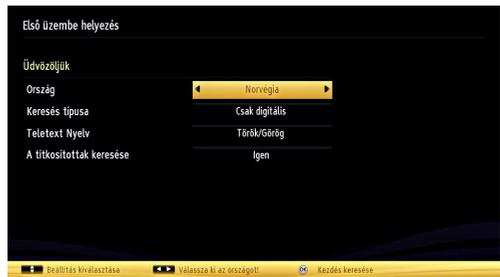 Első üzembe helyezés
Üdvözöljük
Ország Norvégia
Keresés típusa Csak digitális
Teletext Nyelv Török/Görög
A titkosítottak keresése Igen
Beállítás kiválasztása Válassza ki az országot! OK Kezdés keresése